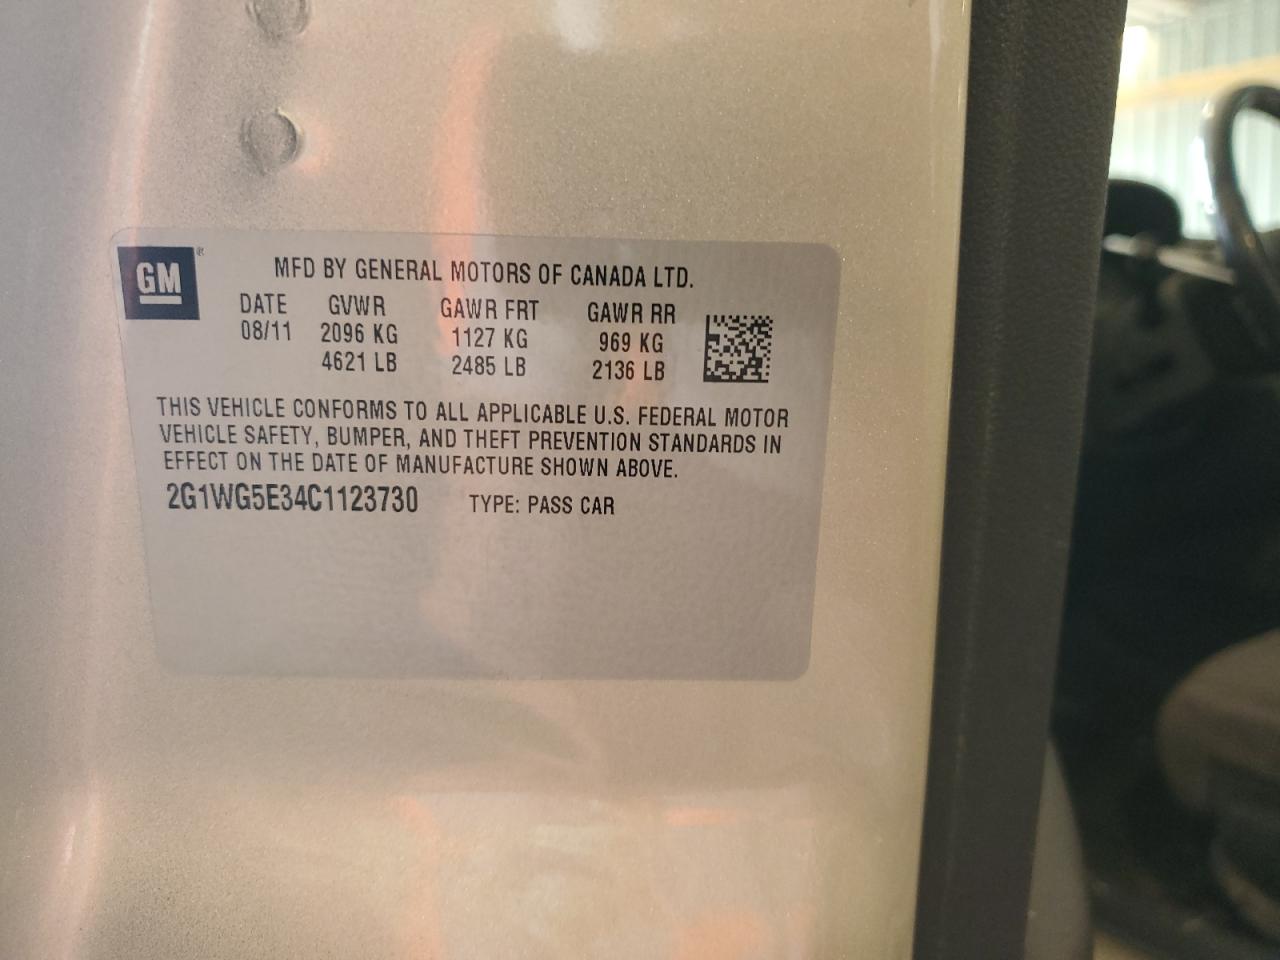 GM®
MFD BY GENERAL MOTORS OF CANADA LTD.
DATE GVWR GAWR FRT GAWR RR
08/11 2096 KG 1127 KG 969 KG
4621 LB 2485 LB 2136 LB
THIS VEHICLE CONFORMS TO ALL APPLICABLE U.S. FEDERAL MOTOR
VEHICLE SAFETY, BUMPER, AND THEFT PREVENTION STANDARDS IN
EFFECT ON THE DATE OF MANUFACTURE SHOWN ABOVE.
2G1WG5E34C1123730 TYPE: PASS CAR